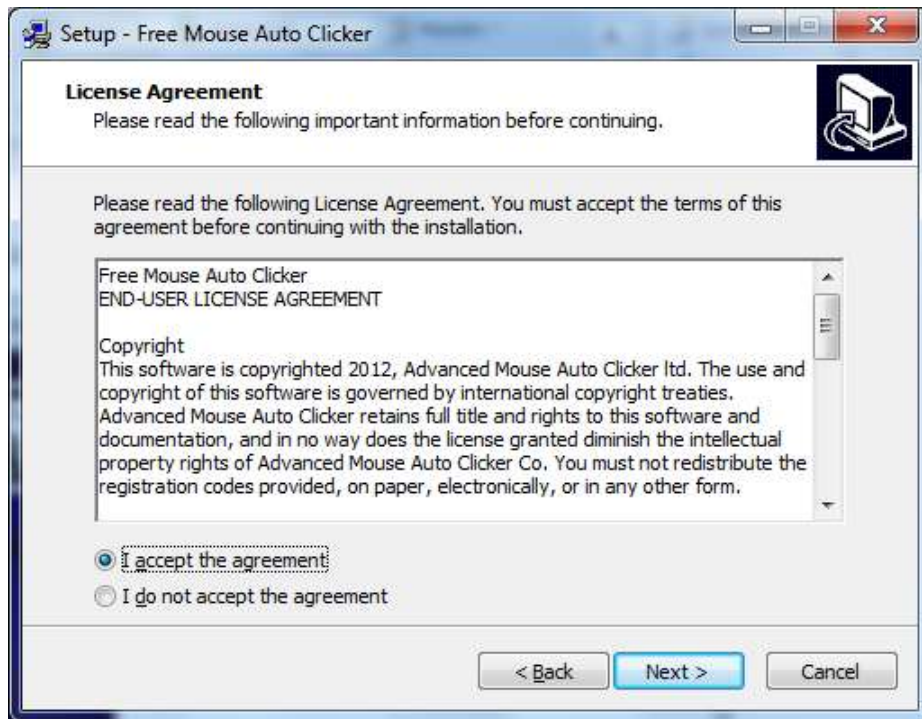 Setup - Free Mouse Auto Clicker
License Agreement
Please read the following important information before continuing.
Please read the following License Agreement. You must accept the terms of this
agreement before continuing with the installation.
Free Mouse Auto Clicker
END-USER LICENSE AGREEMENT
Copyright
This software is copyrighted 2012, Advanced Mouse Auto Clicker ltd. The use and
copyright of this software is governed by international copyright treaties.
Advanced Mouse Auto Clicker retains full title and rights to this software and
documentation, and in no way does the license granted diminish the intellectual
property rights of Advanced Mouse Auto Clicker Co. You must not redistribute the
registration codes provided, on paper, electronically, or in any other form.
I accept the agreement
I do not accept the agreement
< Back Next > Cancel